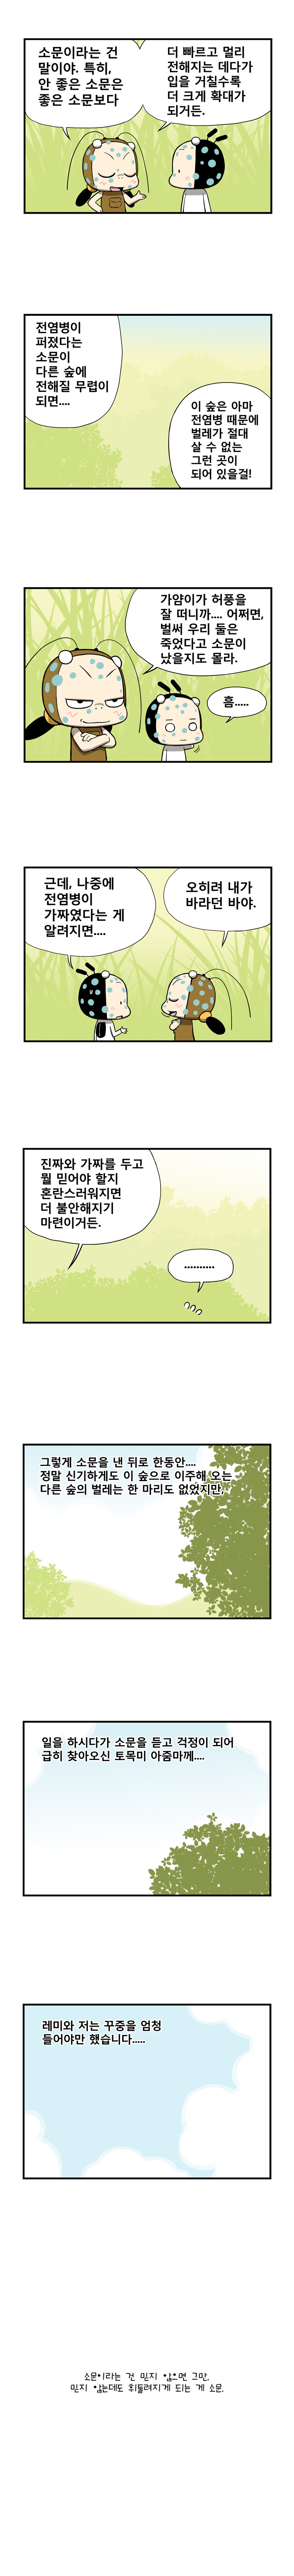 소문이라는 건
말이야. 특히,
안 좋은 소문은
좋은 소문보다
더 빠르고 멀리
전해지는 데다가
입을 거칠수록
더 크게 확대가
되거든.
전염병이
퍼졌다는
소문이
다른 숲에
전해질 무렵이
되면....
이 숲은 아마
전염병 때문에
벌레가 절대
살 수 없는
그런 곳이
되어 있을걸!
가얌이가 허풍을
잘 떠니까.... 어쩌면,
벌써 우리 둘은
죽었다고 소문이
났을지도 몰라.
흠.....
근데, 나중에
전염병이
가짜였다는 게
알려지면....
오히려 내가
바라던 바야.
진짜와 가짜를 두고
뭘 믿어야 할지
혼란스러워지면
더 불안해지기
마련이거든.
..........
그렇게 소문을 낸 뒤로 한동안....
정말 신기하게도 이 숲으로 이주해 오는
다른 숲의 벌레는 한 마리도 없었지만,
일을 하시다가 소문을 듣고 걱정이 되어
급히 찾아오신 토목미 아줌마께....
레미와 저는 꾸중을 엄청
들어야만 했습니다.....
소문이라는 건 믿지 않으면 그만.
믿지 않는데도 휘둘려지게 되는 게 소문.